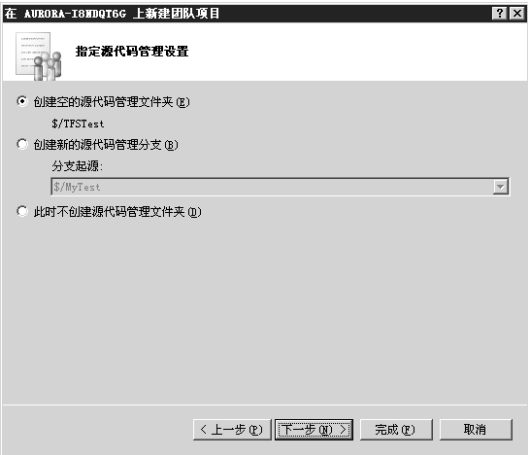 在 AURORA-I8NDQT6G 上新建团队项目
指定源代码管理设置
创建空的源代码管理文件夹(E)
$/TFSTest
创建新的源代码管理分支(B)
分支起源:
$/MyTest
此时不创建源代码管理文件夹(D)
< 上一步(P) 下一步(N) > 完成(F) 取消